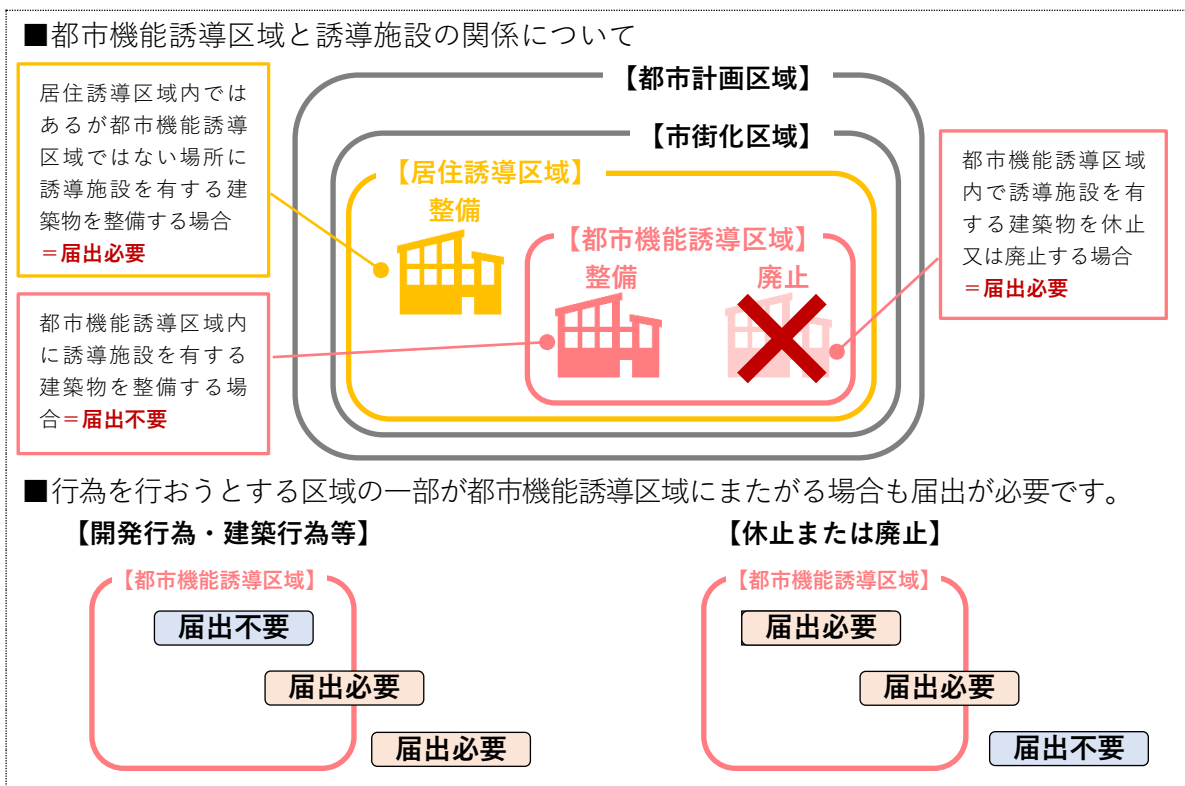 ■都市機能誘導区域と誘導施設の関係について
居住誘導区域内では
あるが都市機能誘導
区域ではない場所に
誘導施設を有する建
築物を整備する場合
＝届出必要
都市機能誘導区域内
に誘導施設を有する
建築物を整備する場
合＝届出不要
【都市計画区域】
【市街化区域】
【居住誘導区域】
整備
【都市機能誘導区域】
整備
廃止
都市機能誘導区域
内で誘導施設を有
する建築物を休止
又は廃止する場合
＝届出必要
■行為を行おうとする区域の一部が都市機能誘導区域にまたがる場合も届出が必要です。
【開発行為・建築行為等】
【都市機能誘導区域】
届出不要
届出必要
届出必要
【休止または廃止】
【都市機能誘導区域】
届出必要
届出必要
届出不要